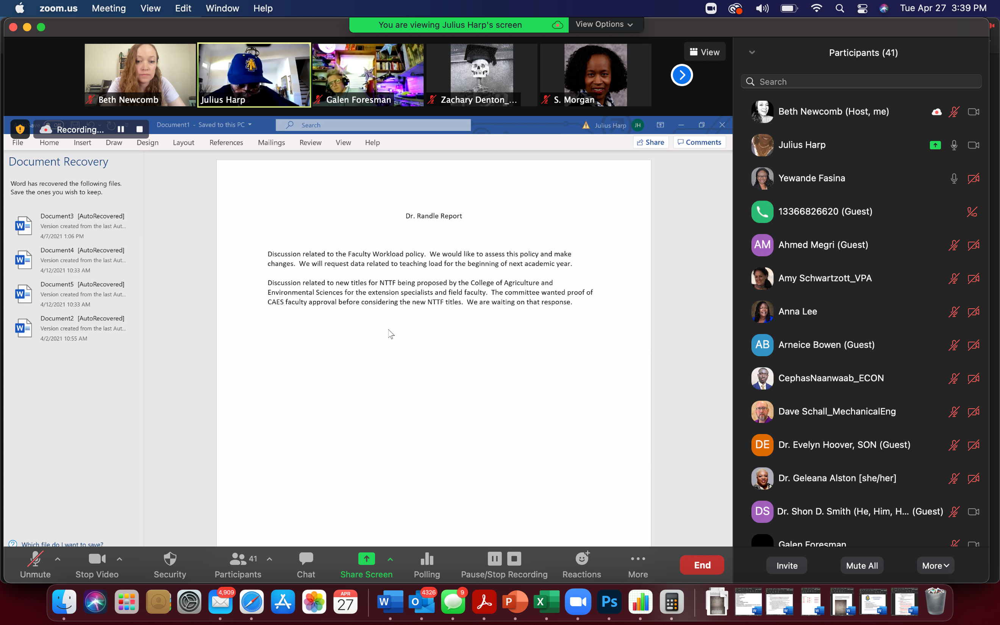 zoom.us Meeting View Edit Window Help Tue Apr 27 3:39 PM
You are viewing Julius Harp's screen View Options
Beth Newcomb
Julius Harp
Galen Foresman
Zachary Denton_...
S. Morgan
View
Recording...
Document1 - Saved to this PC
Search
Julius Harp JH
File Home Insert Draw Design Layout References Mailings Review View Help Share Comments
Document Recovery
Word has recovered the following files.
Save the ones you wish to keep.
Document3 [AutoRecovered]
Version created from the last Aut...
4/7/2021 1:06 PM
Document4 [AutoRecovered]
Version created from the last Aut...
4/12/2021 10:33 AM
Document5 [AutoRecovered]
Version created from the last Aut...
4/12/2021 10:33 AM
Document2 [AutoRecovered]
Version created from the last Aut...
4/2/2021 10:55 AM
Which file do I want to save?
Dr. Randle Report
Discussion related to the Faculty Workload policy. We would like to assess this policy and make
changes. We will request data related to teaching load for the beginning of next academic year.
Discussion related to new titles for NTTF being proposed by the College of Agriculture and
Environmental Sciences for the extension specialists and field faculty. The committee wanted proof of
CAES faculty approval before considering the new NTTF titles. We are waiting on that response.
Participants (41)
Search
Beth Newcomb (Host, me)
Julius Harp
Yewande Fasina
13366826620 (Guest)
AM Ahmed Megri (Guest)
Amy Schwartzott_VPA
Anna Lee
AB Arneice Bowen (Guest)
CephasNaanwaab_ECON
Dave Schall_MechanicalEng
DE Dr. Evelyn Hoover, SON (Guest)
Dr. Geleana Alston [she/her]
DS Dr. Shon D. Smith (He, Him, H... (Guest)
Galen Foresman
Invite Mute All More
41
Unmute Stop Video Security Participants Chat Share Screen Polling Pause/Stop Recording Reactions More End
4,909 APR 27 W O 4326 9 P X Ps